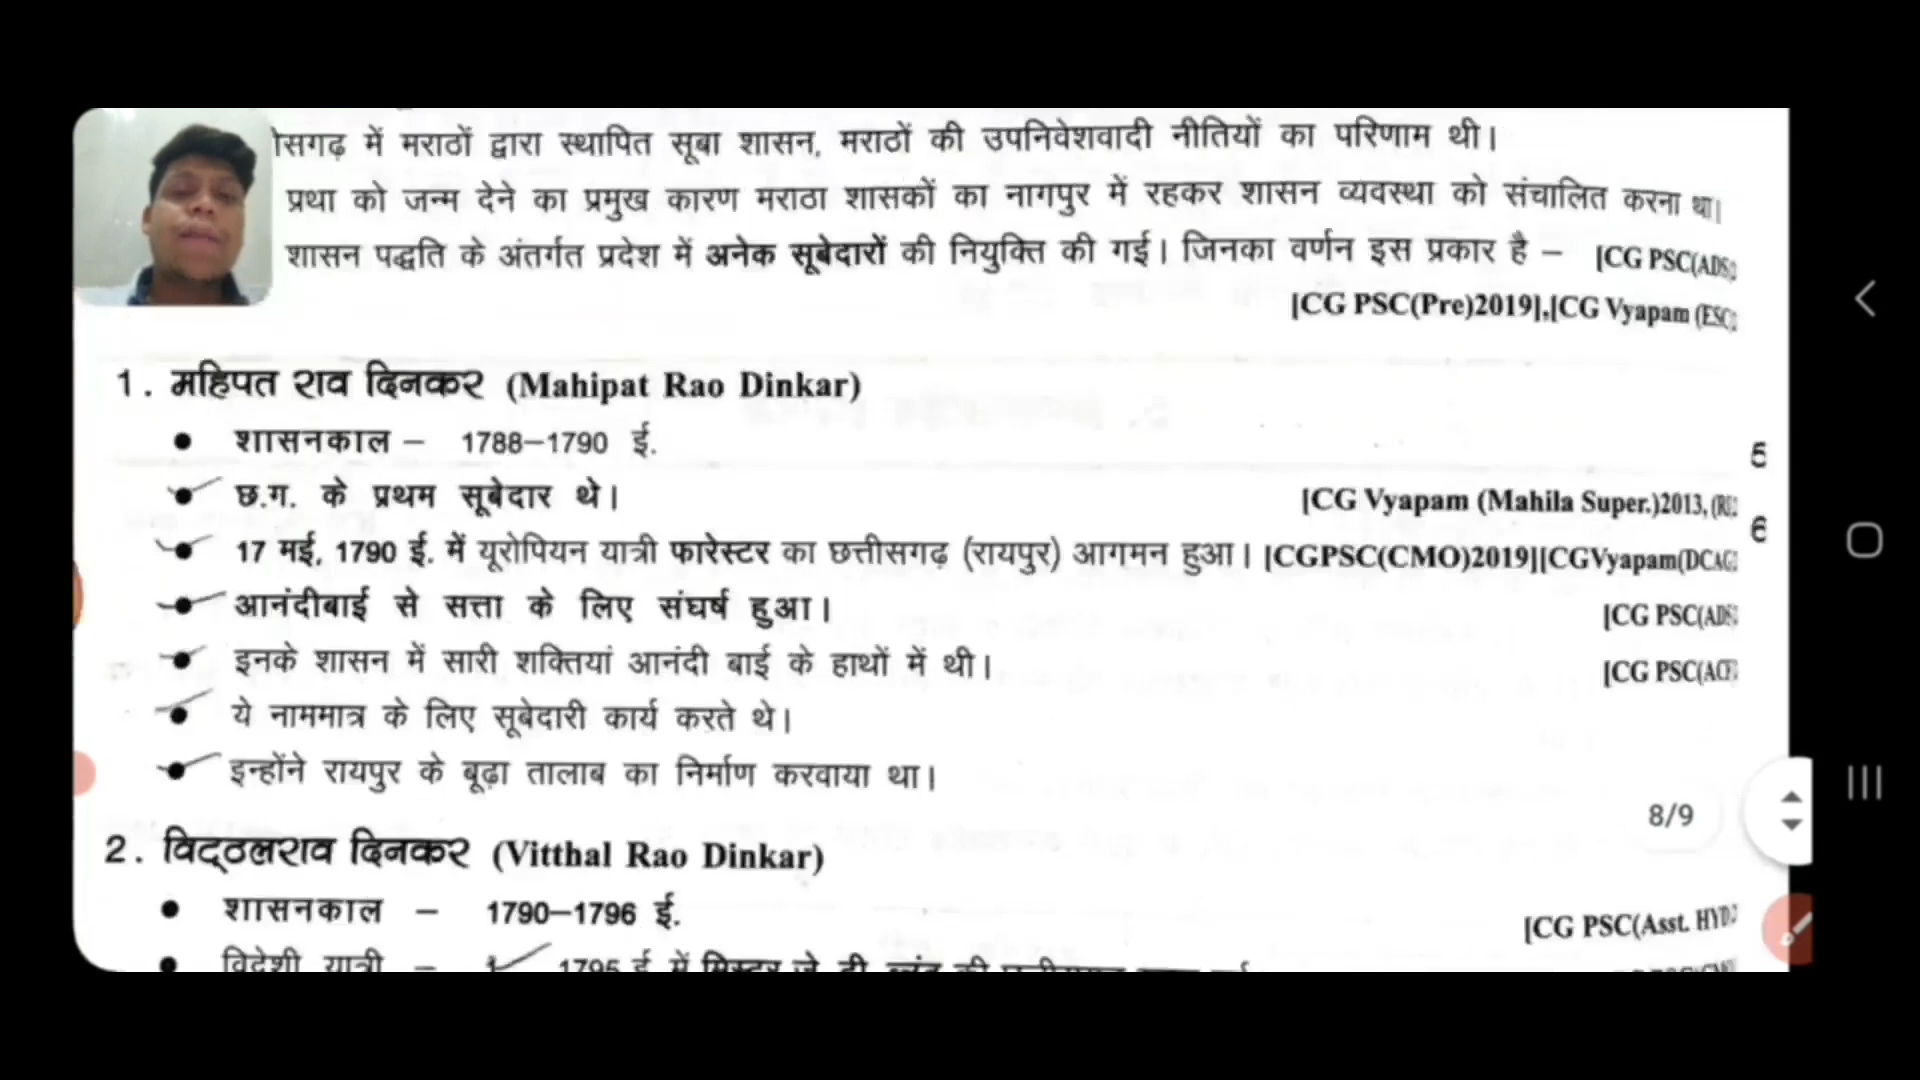 में मराठों द्वारा स्थापित सूबा शासन, मराठों की उपनिवेशवादी नीतियों का परिणाम थी।
प्रथा को जन्म देने का प्रमुख कारण मराठा शासकों का नागपुर में रहकर शासन व्यवस्था को संचालित करना था।
शासन पद्धति के अंतर्गत प्रदेश में अनेक सूबेदारों की नियुक्ति की गई। जिनका वर्णन इस प्रकार है – [CG PSC(ADS)
[CG PSC(Pre)2019],[CG Vyapam (ESC)
1. महिपत राव दिनकर (Mahipat Rao Dinkar)
• शासनकाल – 1788–1790 ई.
5
• छ.ग. के प्रथम सूबेदार थे। [CG Vyapam (Mahila Super.)2013,
6
• 17 मई, 1790 ई. में यूरोपियन यात्री फारेस्टर का छत्तीसगढ़ (रायपुर) आगमन हुआ। [CGPSC(CMO)2019][CGVyapam(DCAG)
• आनंदीबाई से सत्ता के लिए संघर्ष हुआ। [CG PSC(ADS)
• इनके शासन में सारी शक्तियां आनंदी बाई के हाथों में थी। [CG PSC(ACF)
• ये नाममात्र के लिए सूबेदारी कार्य करते थे।
• इन्होंने रायपुर के बूढ़ा तालाब का निर्माण करवाया था।
8/9
2. विट्ठलराव दिनकर (Vitthal Rao Dinkar)
• शासनकाल – 1790–1796 ई. [CG PSC(Asst. HYD.
• विदेशी यात्री – 1 1795 ई में मिस्टर जे. डी. ब्लंट की